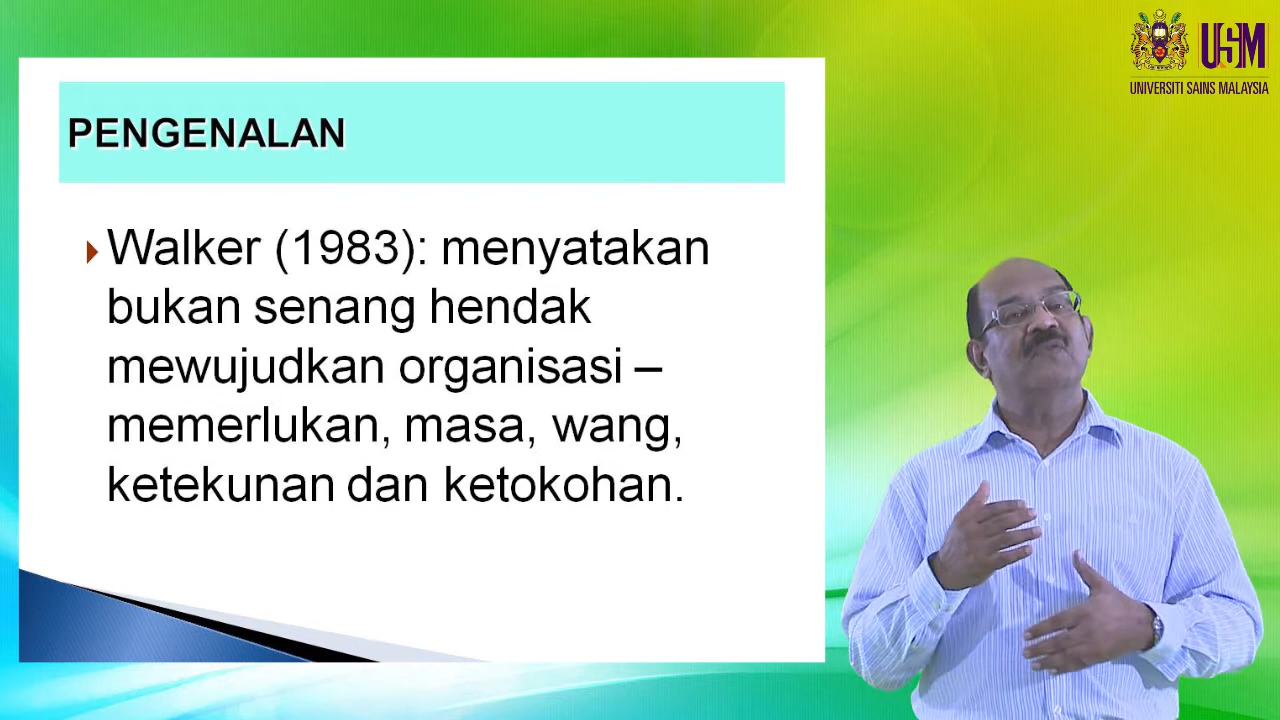 PENGENALAN
Walker (1983): menyatakan
bukan senang hendak
mewujudkan organisasi –
memerlukan, masa, wang,
ketekunan dan ketokohan.
USM
UNIVERSITI SAINS MALAYSIA